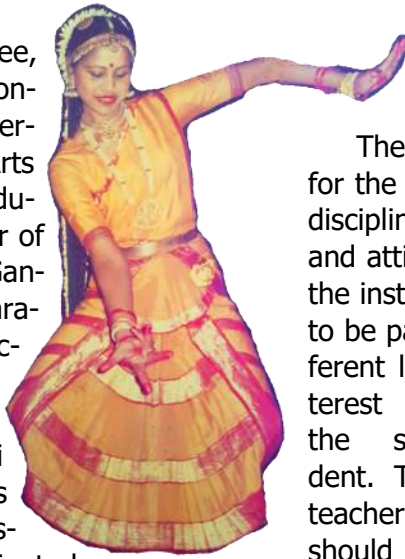 ee,
on-
er-
rts
du-
r of
Gan-
ara-
c-
i
s
s-
The
for the
disciplin
and atti
the inst
to be pa
ferent l
terest
the s
dent. T
teacher
should